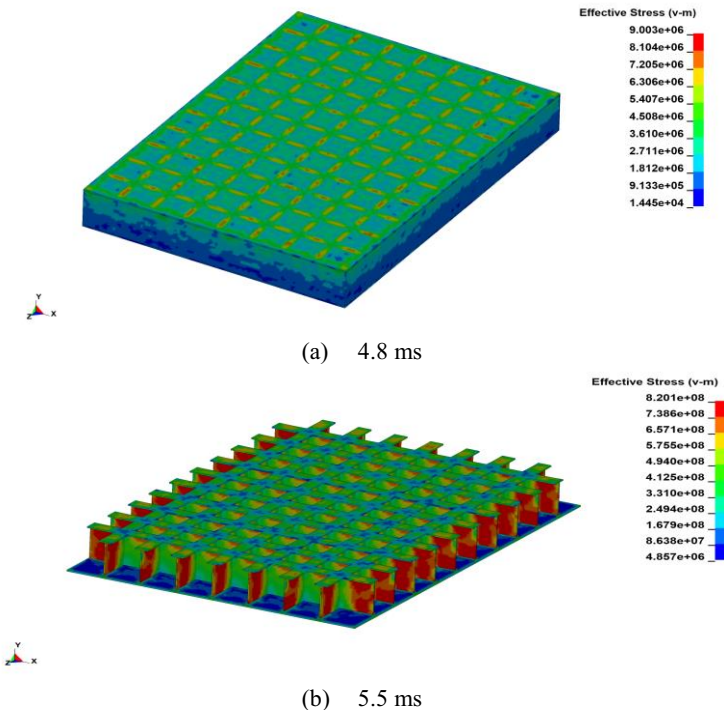 Effective Stress (v-m)
9.003e+06
8.104e+06
7.205e+06
6.306e+06
5.407e+06
4.508e+06
3.610e+06
2.711e+06
1.812e+06
9.133e+05
1.445e+04
Y
Z X
(a) 4.8 ms
Effective Stress (v-m)
8.201e+08
7.386e+08
6.571e+08
5.755e+08
4.940e+08
4.125e+08
3.310e+08
2.494e+08
1.679e+08
8.638e+07
4.857e+06
Y
Z X
(b) 5.5 ms